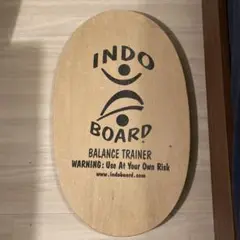 INDO
BOARD
BALANCE TRAINER
WARNING: Use At Your Own Risk
www.indoboard.com